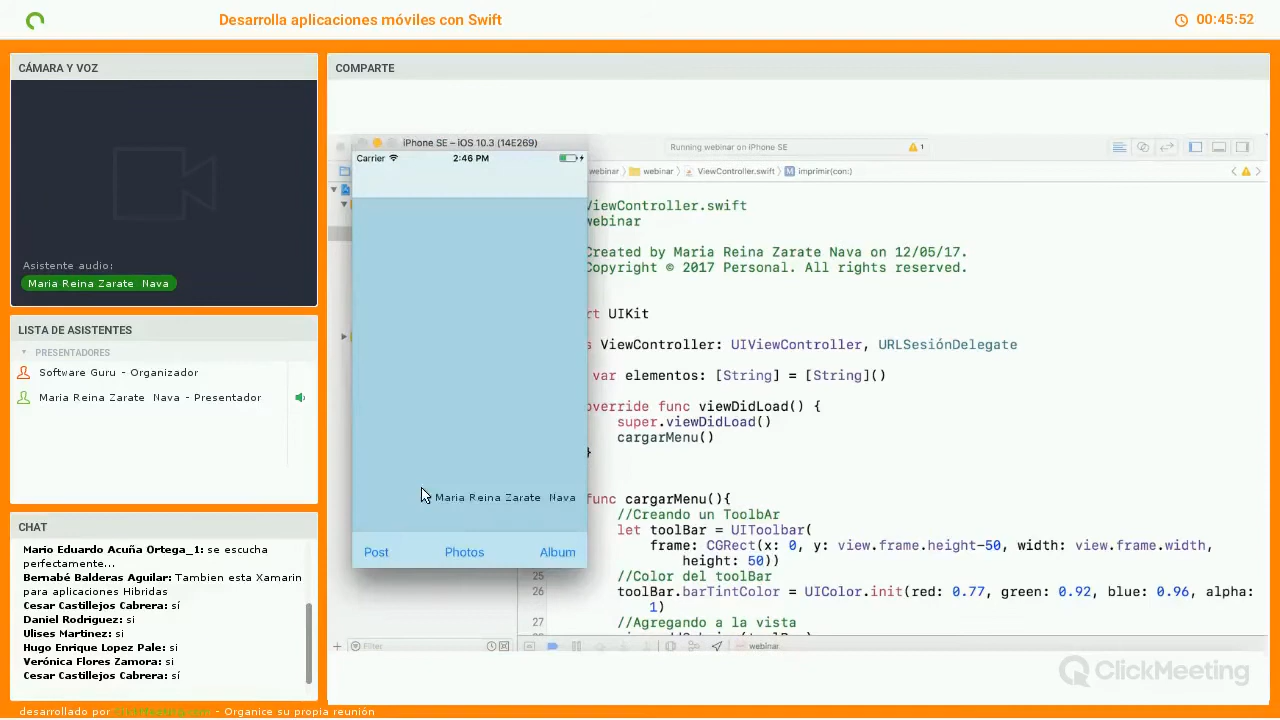 Desarrolla aplicaciones móviles con Swift
00:45:52
CÁMARA Y VOZ
Asistente audio:
Maria Reina Zarate Nava
LISTA DE ASISTENTES
PRESENTADORES
Software Guru - Organizador
Maria Reina Zarate Nava - Presentador
CHAT
Mario Eduardo Acuña Ortega_1: se escucha
perfectamente...
Bernabé Balderas Aguilar: Tambien esta Xamarin
para aplicaciones Hibridas
Cesar Castillejos Cabrera: sí
Daniel Rodriguez: si
Ulises Martinez: si
Hugo Enrique Lopez Pale: si
Verónica Flores Zamora: si
Cesar Castillejos Cabrera: sí
COMPARTE
iPhone SE – iOS 10.3 (14E269)
Carrier
2:46 PM
Maria Reina Zarate Nava
Post
Photos
Album
Running webinar on iPhone SE
1
webinar
webinar
ViewController.swift
M imprimir(con:)
ViewController.swift
webinar
Created by Maria Reina Zarate Nava on 12/05/17.
Copyright © 2017 Personal. All rights reserved.
rt UIKit
s ViewController: UIViewController, URLSesiónDelegate
var elementos: [String] = [String]()
override func viewDidLoad() {
super.viewDidLoad()
cargarMenu()
}
func cargarMenu(){
//Creando un ToolbAr
let toolBar = UIToolbar(
frame: CGRect(x: 0, y: view.frame.height-50, width: view.frame.width,
height: 50))
25 //Color del toolBar
26 toolBar.barTintColor = UIColor.init(red: 0.77, green: 0.92, blue: 0.96, alpha:
1)
27 //Agregando a la vista
Filter
webinar
ClickMeeting
desarrollado por ClickMeeting.com - Organice su propia reunión